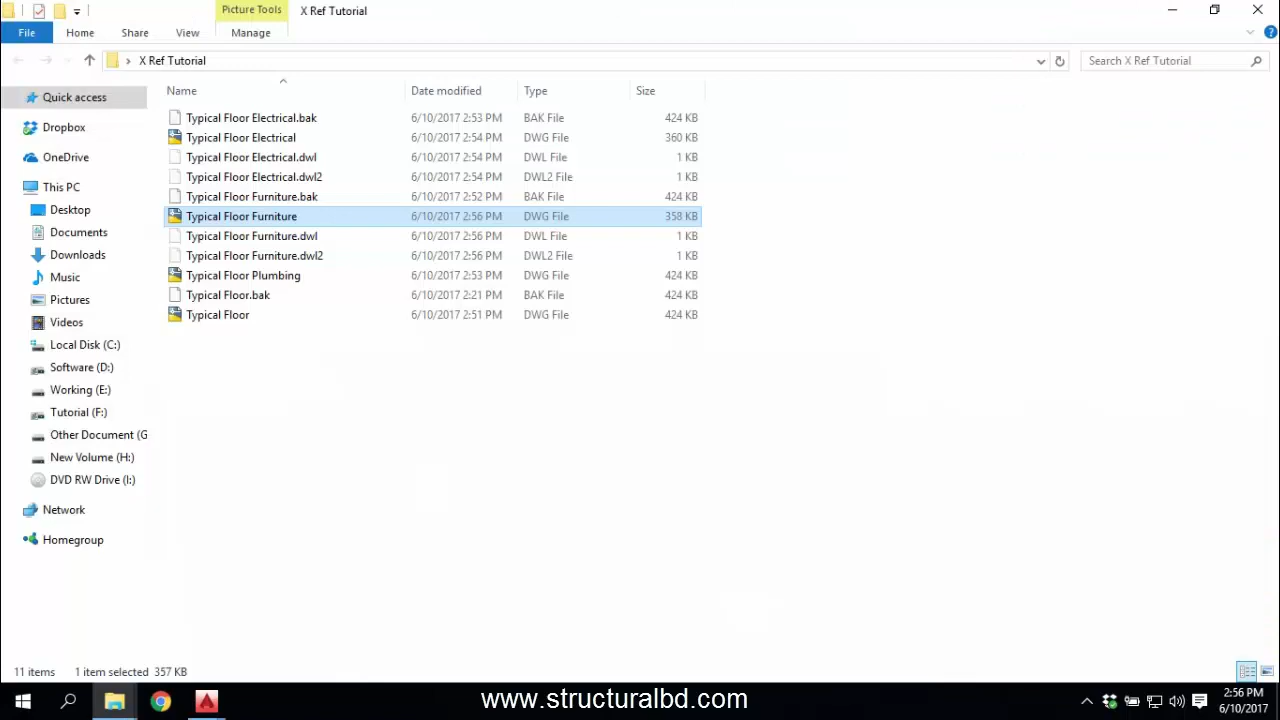 Picture Tools
X Ref Tutorial
File Home Share View Manage
X Ref Tutorial
Search X Ref Tutorial
Name Date modified Type Size
Quick access
Dropbox
OneDrive
This PC
Desktop
Documents
Downloads
Music
Pictures
Videos
Local Disk (C:)
Software (D:)
Working (E:)
Tutorial (F:)
Other Document (G
New Volume (H:)
DVD RW Drive (I:)
Network
Homegroup
Typical Floor Electrical.bak 6/10/2017 2:53 PM BAK File 424 KB
Typical Floor Electrical 6/10/2017 2:54 PM DWG File 360 KB
Typical Floor Electrical.dwl 6/10/2017 2:54 PM DWL File 1 KB
Typical Floor Electrical.dwl2 6/10/2017 2:54 PM DWL2 File 1 KB
Typical Floor Furniture.bak 6/10/2017 2:52 PM BAK File 424 KB
Typical Floor Furniture 6/10/2017 2:56 PM DWG File 358 KB
Typical Floor Furniture.dwl 6/10/2017 2:56 PM DWL File 1 KB
Typical Floor Furniture.dwl2 6/10/2017 2:56 PM DWL2 File 1 KB
Typical Floor Plumbing 6/10/2017 2:53 PM DWG File 424 KB
Typical Floor.bak 6/10/2017 2:21 PM BAK File 424 KB
Typical Floor 6/10/2017 2:51 PM DWG File 424 KB
11 items 1 item selected 357 KB
www.structuralbd.com
2:56 PM
6/10/2017